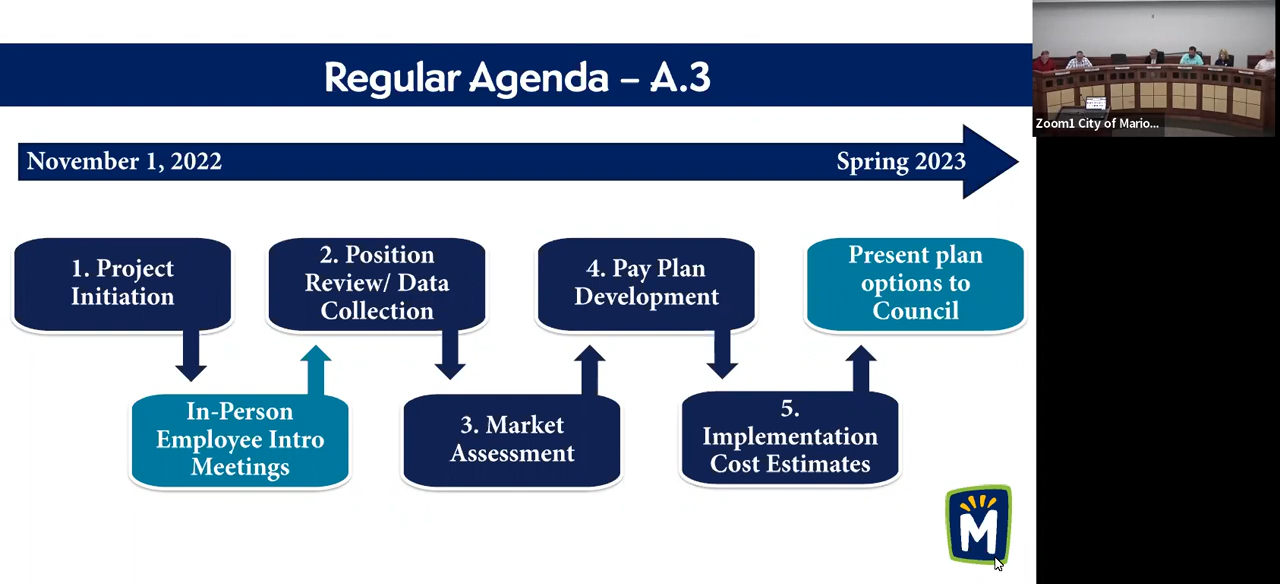 Regular Agenda – A.3
Zoom1 City of Mario...
November 1, 2022
Spring 2023
1. Project
Initiation
In-Person
Employee Intro
Meetings
2. Position
Review/ Data
Collection
3. Market
Assessment
4. Pay Plan
Development
5.
Implementation
Cost Estimates
Present plan
options to
Council
M